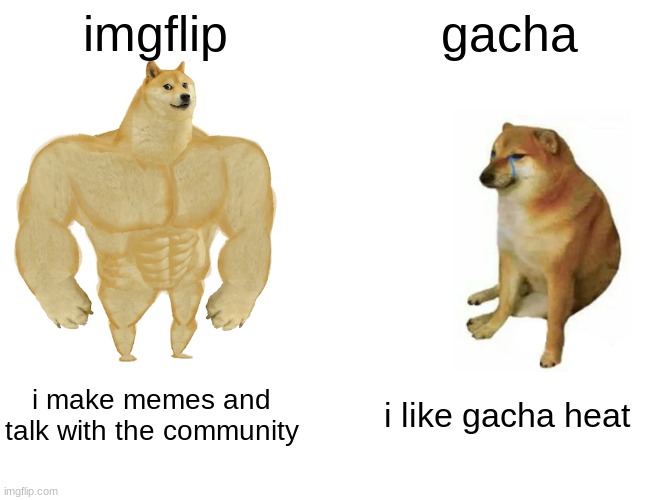 imgflip
gacha
i make memes and
talk with the community
i like gacha heat
imgflip.com